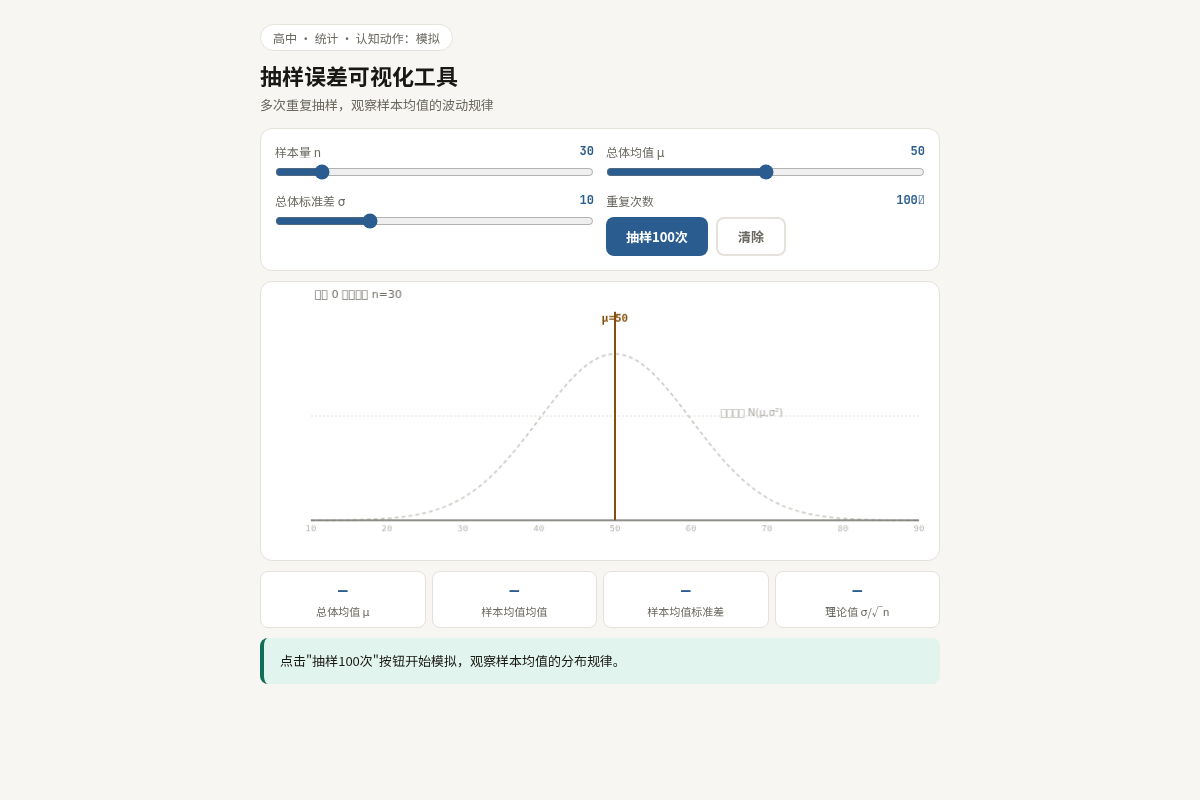 高中 · 统计 · 认知动作：模拟
抽样误差可视化工具
多次重复抽样，观察样本均值的波动规律
样本量 n 30
总体均值 μ 50
总体标准差 σ 10
重复次数 100
抽样100次 清除
0 n=30
μ=50
N(μ,σ²)
10 20 30 40 50 60 70 80 90
— — — —
总体均值 μ 样本均值均值 样本均值标准差 理论值 σ/√n
点击"抽样100次"按钮开始模拟，观察样本均值的分布规律。